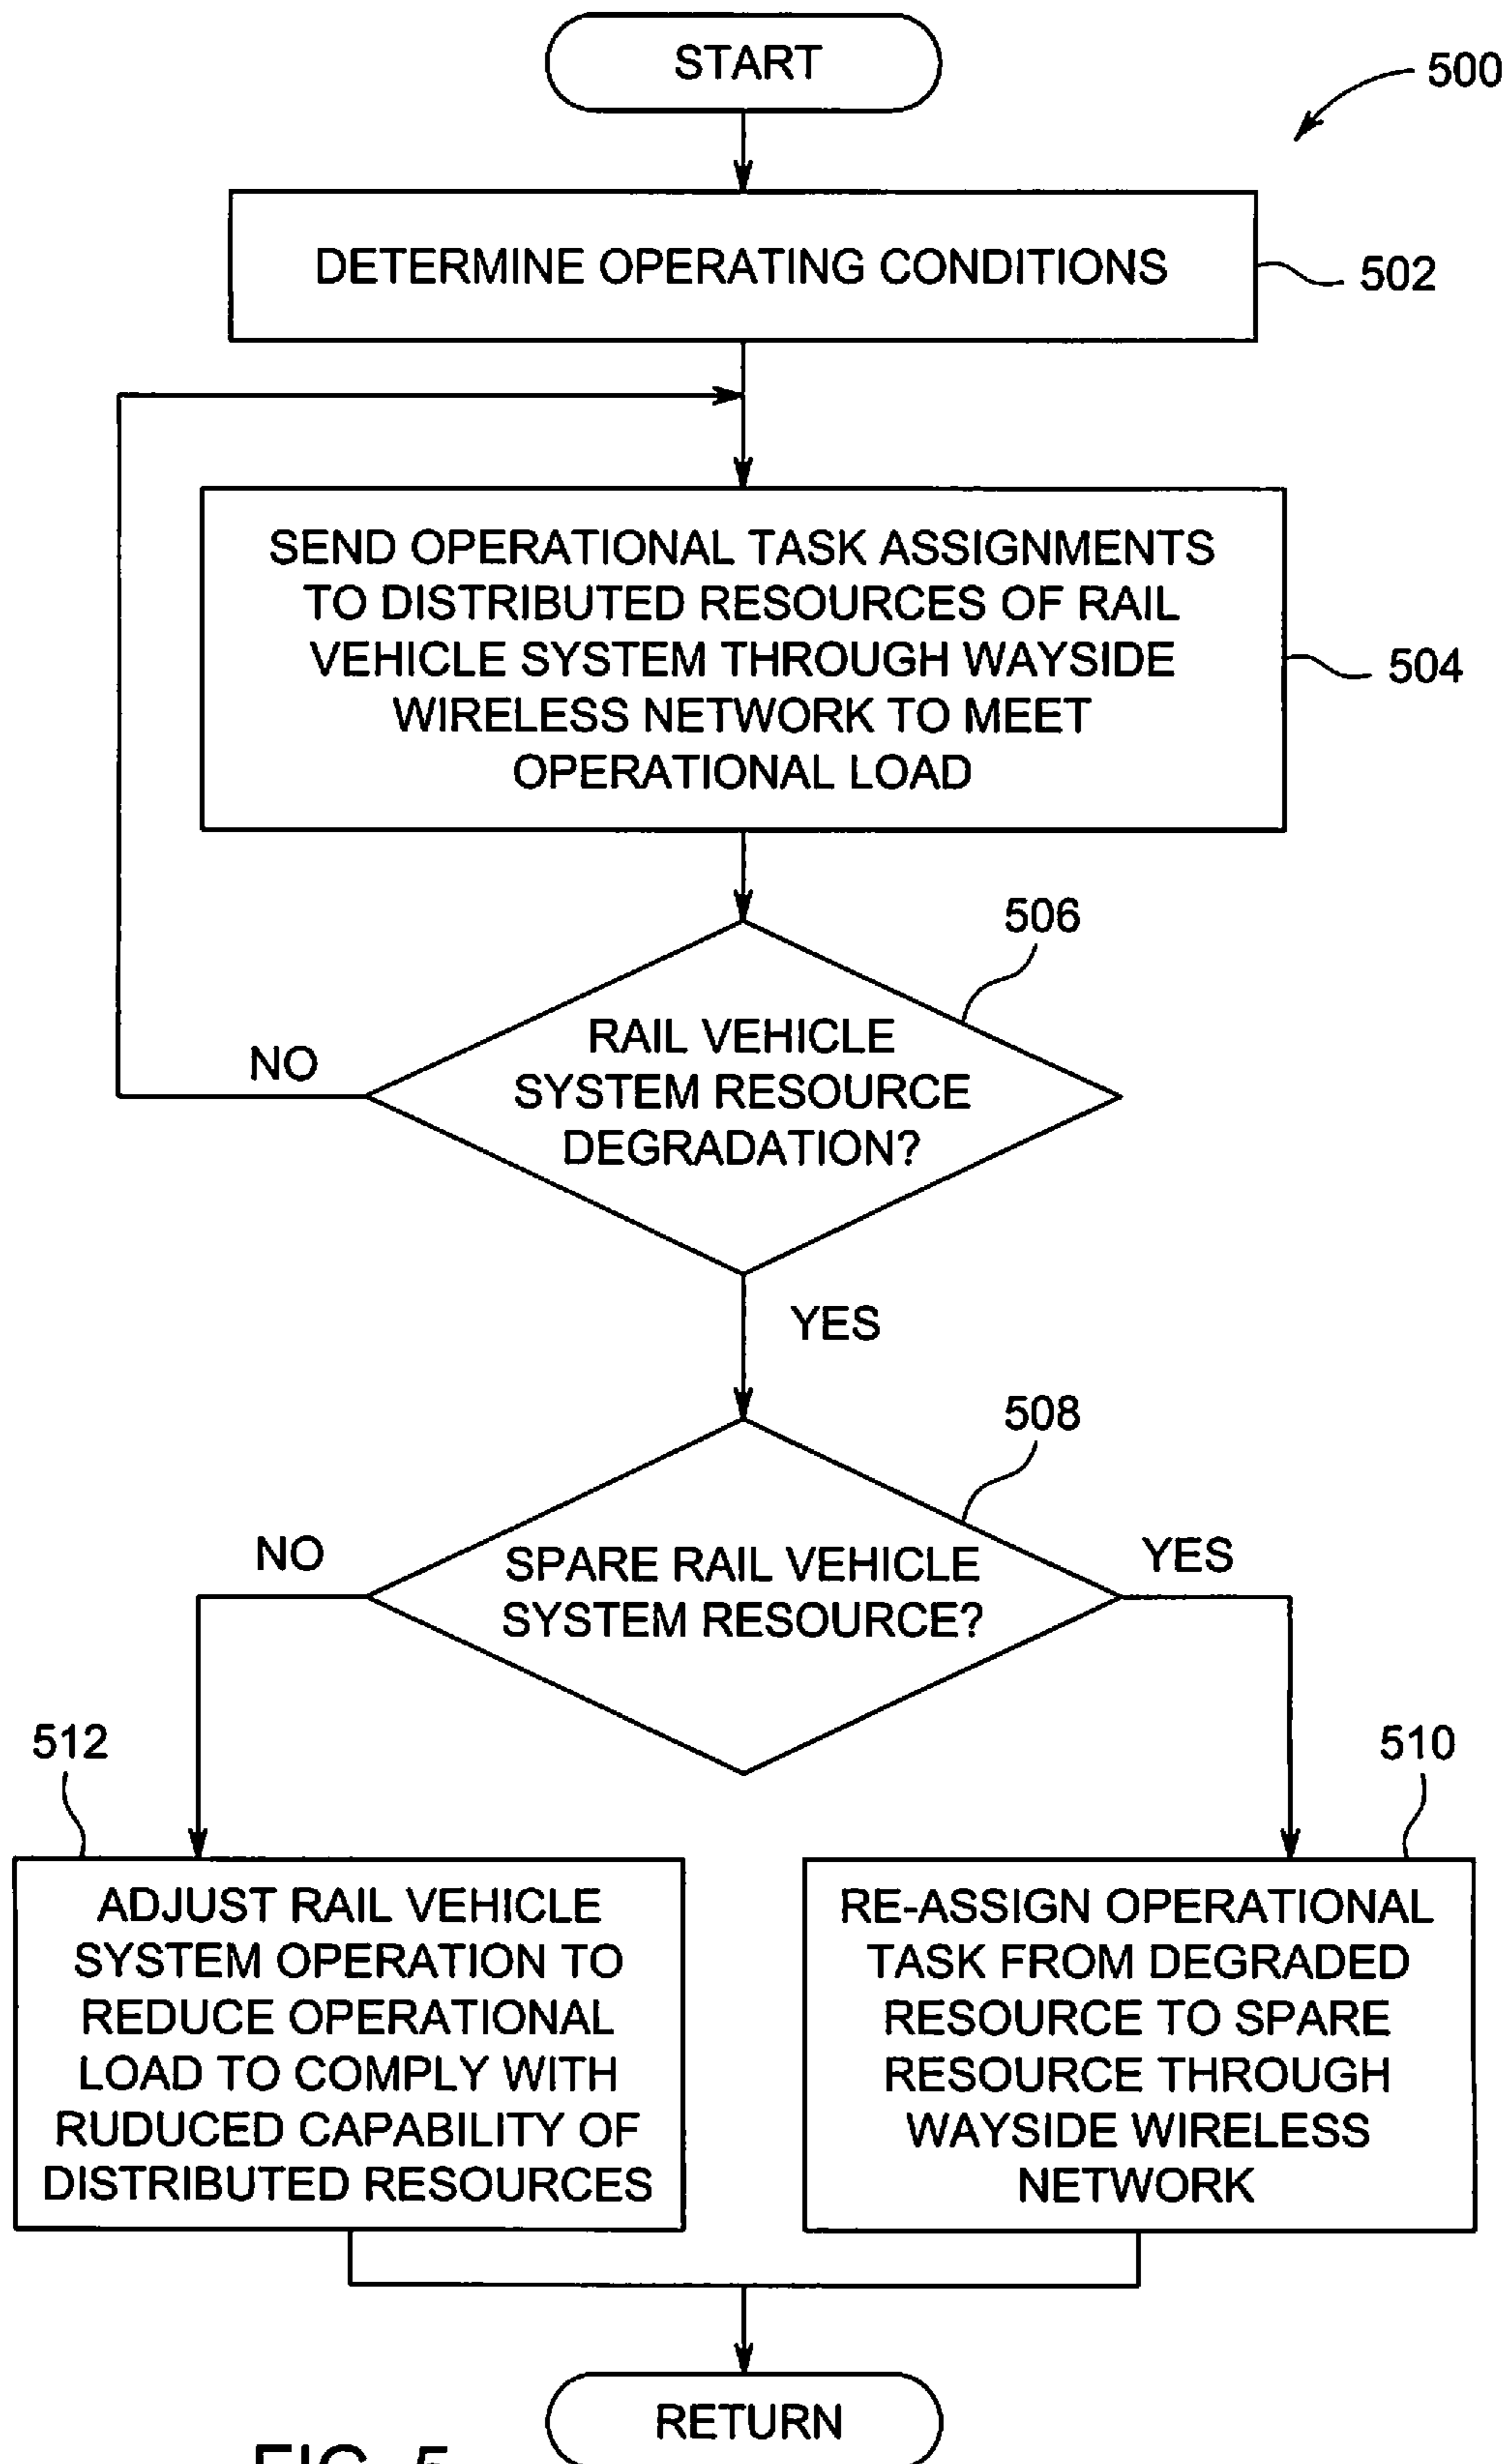 START
500
DETERMINE OPERATING CONDITIONS
502
SEND OPERATIONAL TASK ASSIGNMENTS
TO DISTRIBUTED RESOURCES OF RAIL
VEHICLE SYSTEM THROUGH WAYSIDE
WIRELESS NETWORK TO MEET
OPERATIONAL LOAD
504
506
RAIL VEHICLE
SYSTEM RESOURCE
DEGRADATION?
NO
YES
508
SPARE RAIL VEHICLE
SYSTEM RESOURCE?
NO
YES
512
510
ADJUST RAIL VEHICLE
SYSTEM OPERATION TO
REDUCE OPERATIONAL
LOAD TO COMPLY WITH
RUDUCED CAPABILITY OF
DISTRIBUTED RESOURCES
RE-ASSIGN OPERATIONAL
TASK FROM DEGRADED
RESOURCE TO SPARE
RESOURCE THROUGH
WAYSIDE WIRELESS
NETWORK
RETURN
FIG. 5